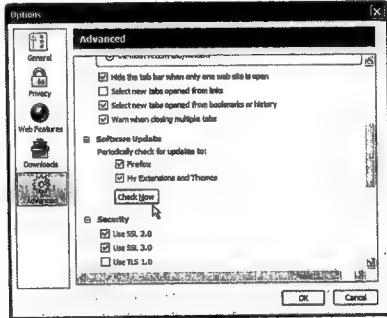 Options
General
Privacy
Web Features
Downloads
Advanced
Advanced
Hide the tab bar when only one web site is open
Select new tabs opened from links
Select new tabs opened from bookmarks or history
Warn when closing multiple tabs
Software Update
Periodically check for updates to:
Firefox
My Extensions and Themes
Check Now
Security
Use SSL 2.0
Use SSL 3.0
Use TLS 1.0
OK
Cancel